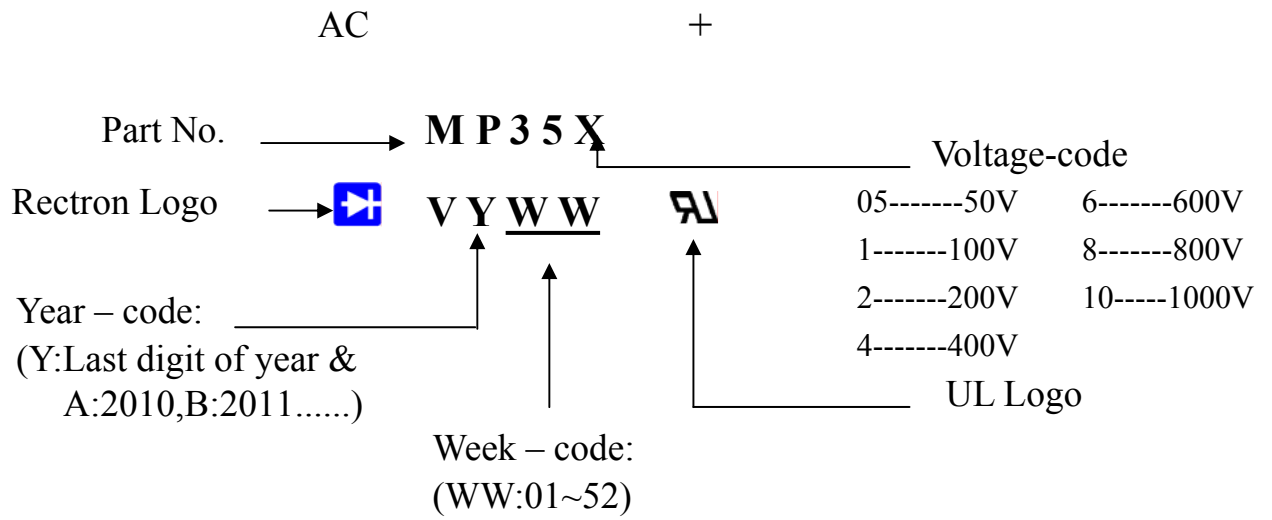 AC +
Part No. M P 3 5 X
Voltage-code
Rectron Logo V Y W W
05-------50V 6-------600V
1-------100V 8-------800V
2-------200V 10-----1000V
4-------400V
Year – code:
(Y:Last digit of year &
A:2010,B:2011......)
UL Logo
Week – code:
(WW:01~52)